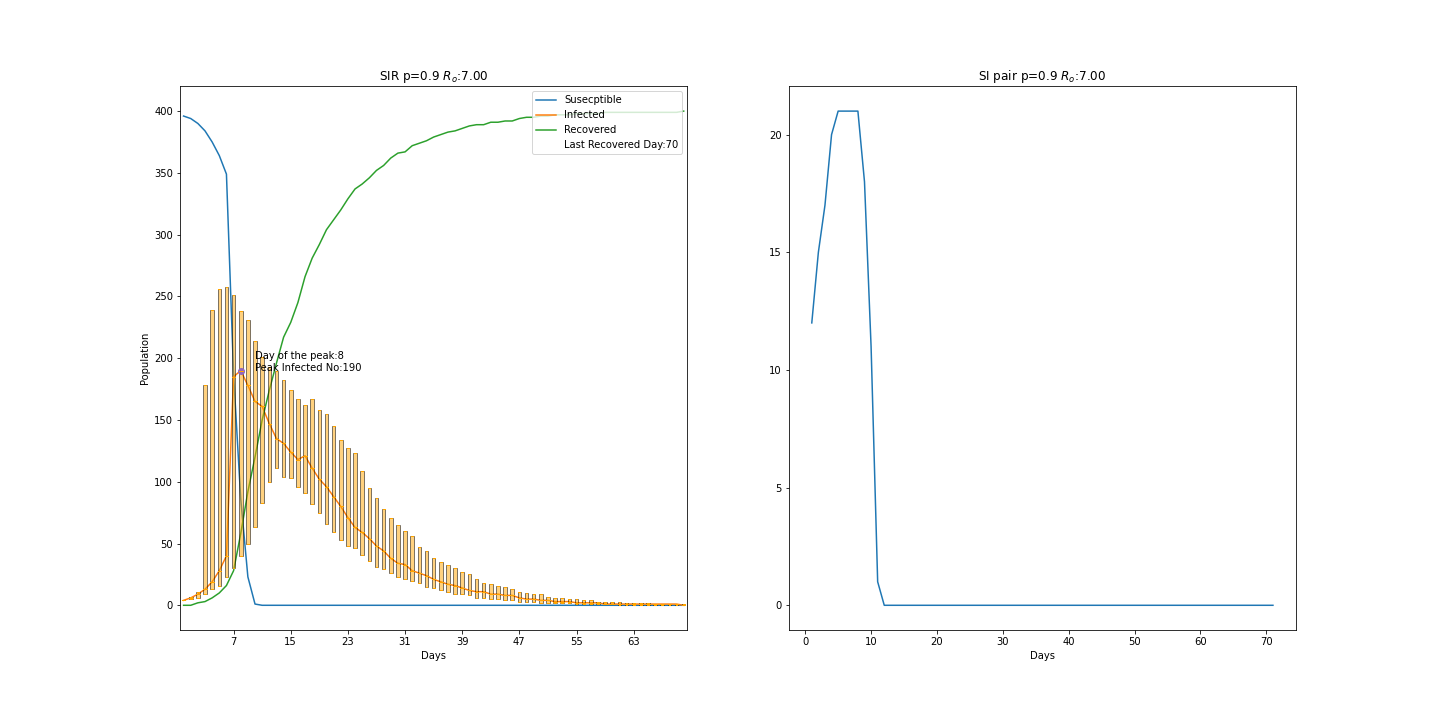 SIR p=0.9 Rₒ:7.00
Susecptible
Infected
Recovered
Last Recovered Day:70
Day of the peak:8
Peak Infected No:190
Population
400
350
300
250
200
150
100
50
0
7 15 23 31 39 47 55 63
Days
SI pair p=0.9 Rₒ:7.00
20
15
10
5
0
0 10 20 30 40 50 60 70
Days